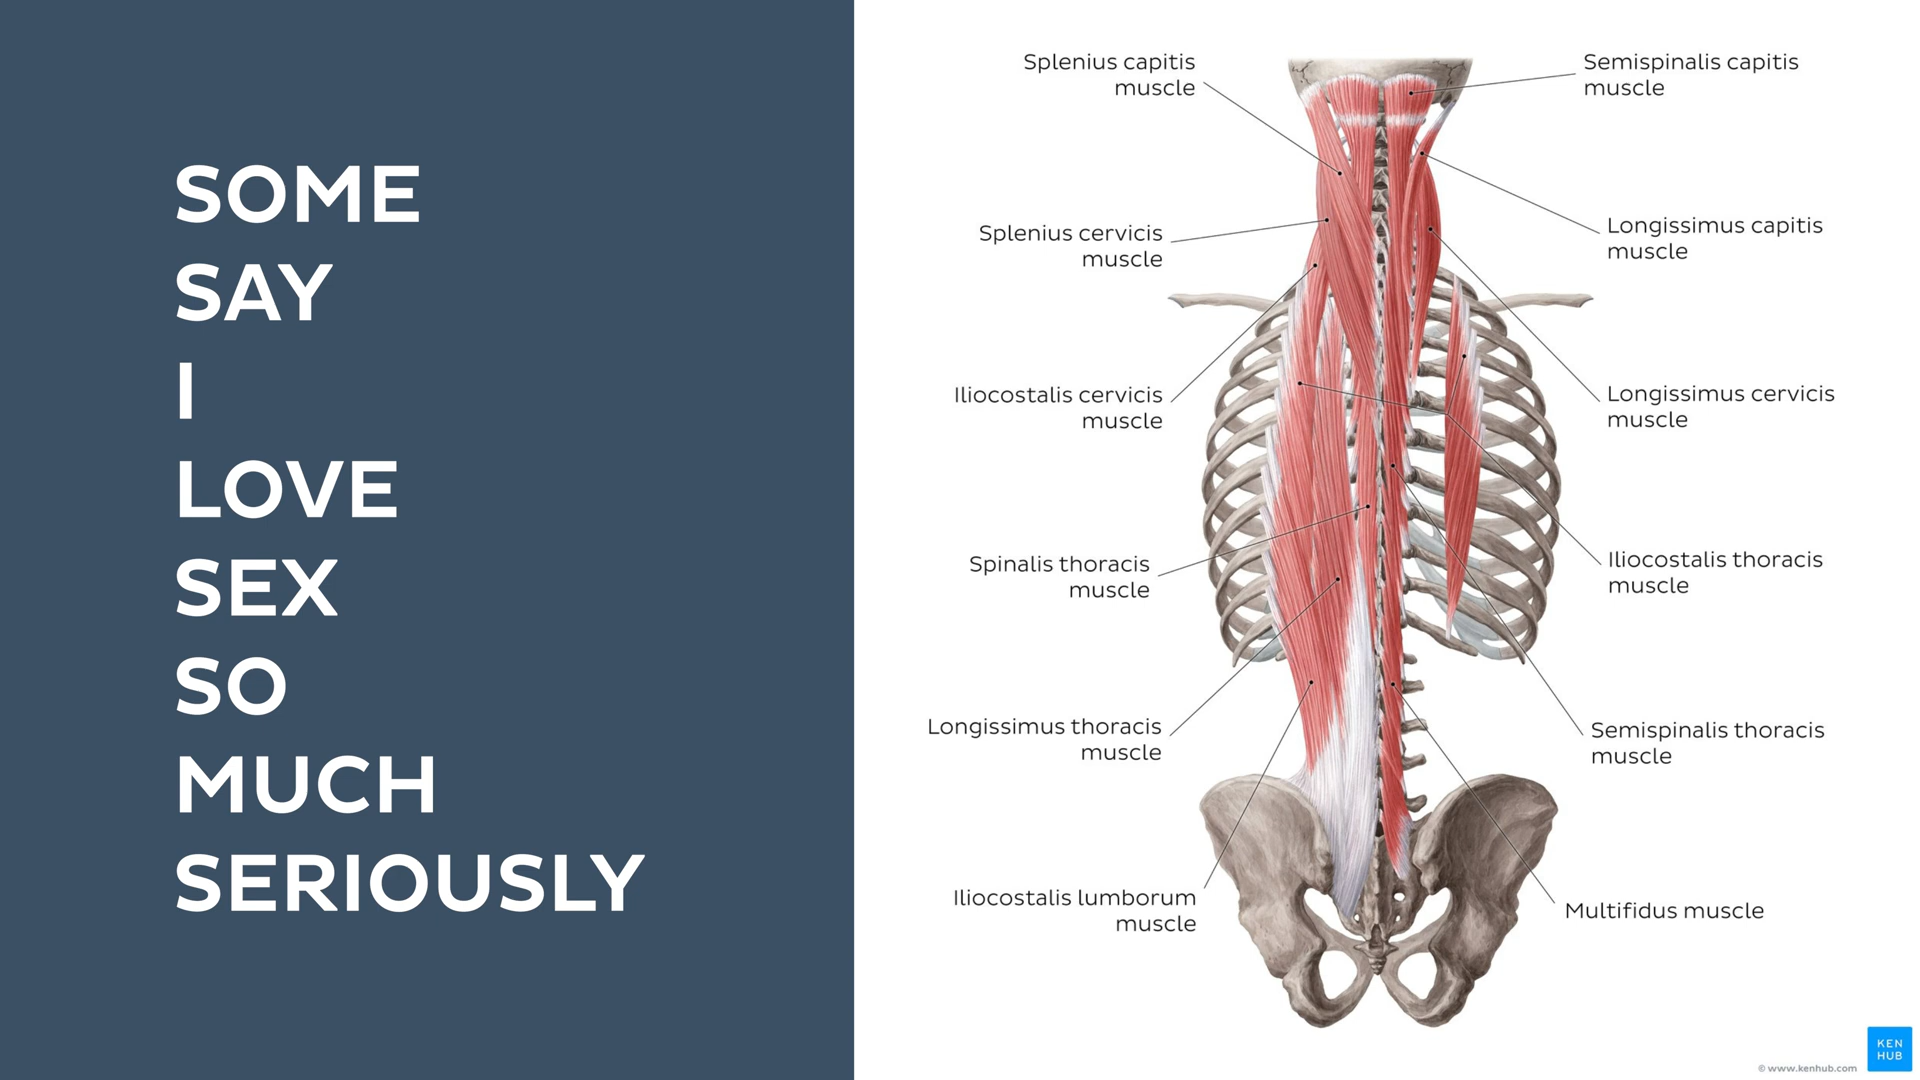 SOME
SAY
I
LOVE
SEX
SO
MUCH
SERIOUSLY
Splenius capitis
muscle
Splenius cervicis
muscle
Iliocostalis cervicis
muscle
Spinalis thoracis
muscle
Longissimus thoracis
muscle
Iliocostalis lumborum
muscle
Semispinalis capitis
muscle
Longissimus capitis
muscle
Longissimus cervicis
muscle
Iliocostalis thoracis
muscle
Semispinalis thoracis
muscle
Multifidus muscle
KEN
HUB
© www.kenhub.com